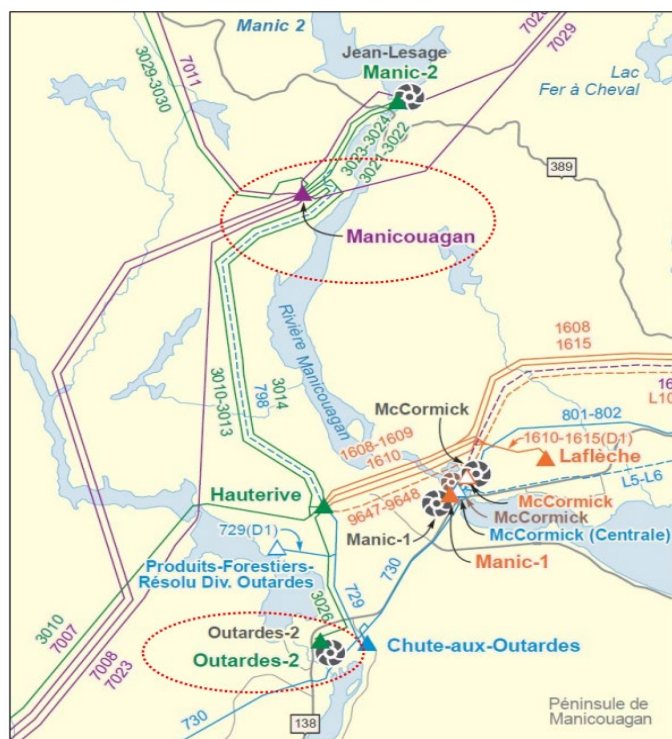 Manic 2
Jean-Lesage
Manic-2
7028
7029
Lac
Fer à Cheval
3029-3030
7011
3023-3024
3021-3022
389
Manicouagan
Rivière Manicouagan
1608
1615
3010-3013
798
3014
McCormick
16
L10
801-802
1608-1609
1610
1610-1615(D1)
Laflèche
L5-L6
Hauterive
9647-9648
McCormick
McCormick
McCormick (Centrale)
Manic-1
Manic-1
729(D1)
Produits-Forestiers-
Résolu Div. Outardes
730
729
3026
3010
7007
7008
7023
Outardes-2
Outardes-2
Chute-aux-Outardes
730
138
Péninsule de
Manicouagan